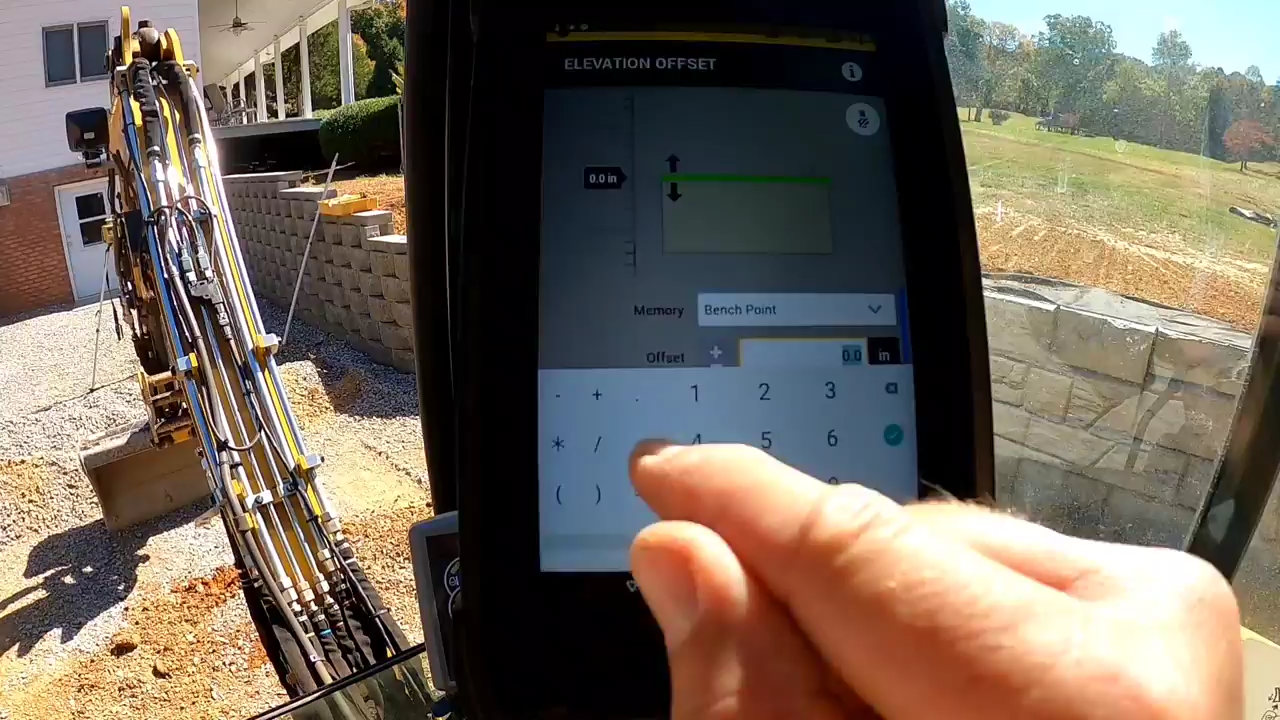 ELEVATION OFFSET
i
0.0 in
Memory Bench Point
Offset + 0.0 in
- + . 1 2 3
* / 4 5 6
( )